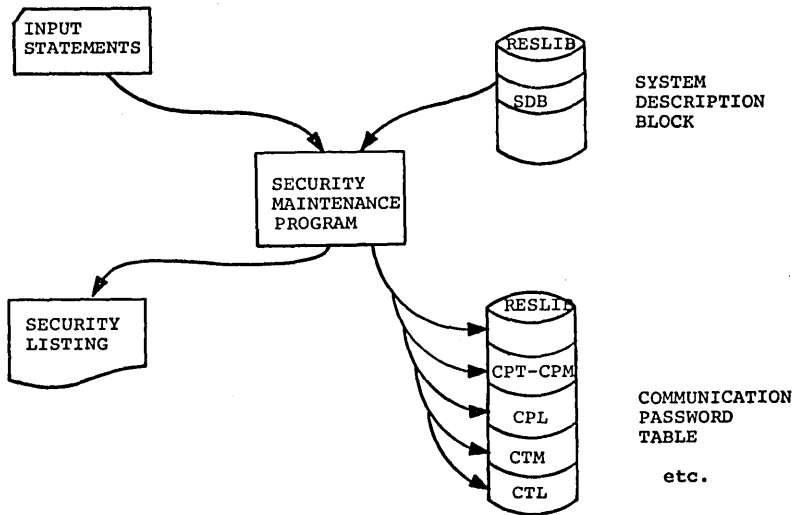 INPUT
STATEMENTS
RESLIB
SDB
SYSTEM
DESCRIPTION
BLOCK
SECURITY
MAINTENANCE
PROGRAM
SECURITY
LISTING
RESLIB
CPT-CPM
CPL
CTM
CTL
COMMUNICATION
PASSWORD
TABLE
etc.